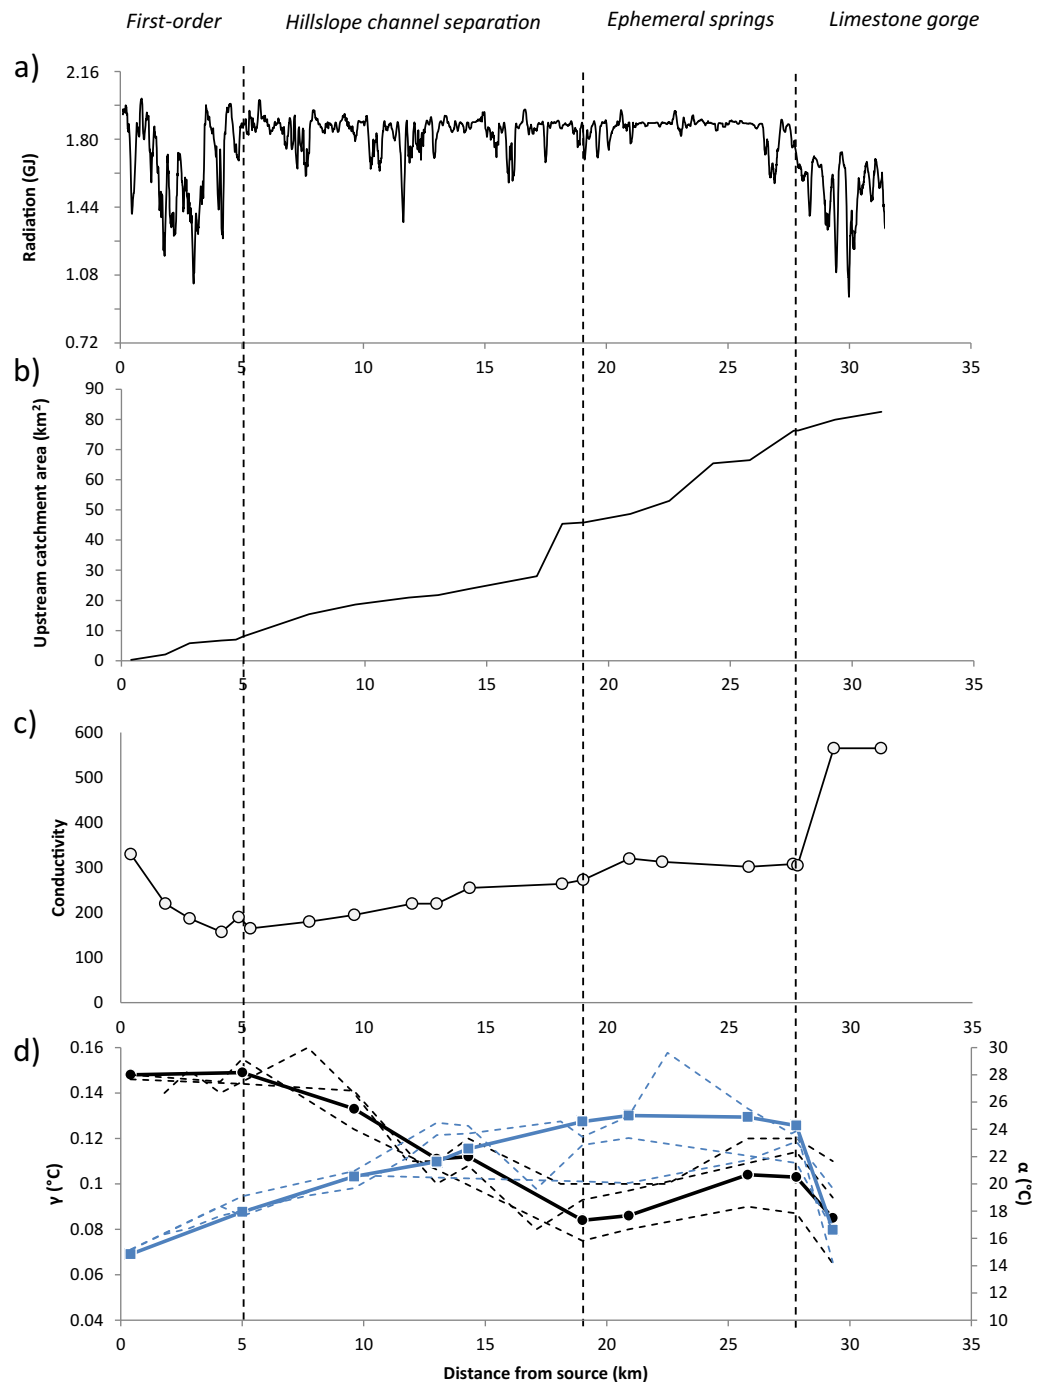 First-order Hillslope channel separation Ephemeral springs Limestone gorge
a)
2.16
1.80
1.44
1.08
0.72
Radiation (GJ)
0 5 10 15 20 25 30 35
b)
90
80
70
60
50
40
30
20
10
0
Upstream catchment area (km²)
0 5 10 15 20 25 30 35
c)
600
500
400
300
200
100
0
Conductivity
0 5 10 15 20 25 30 35
d)
0.16
0.14
0.12
0.1
0.08
0.06
0.04
γ (°C)
30
28
26
24
22
20
18
16
14
12
10
α (°C)
0 5 10 15 20 25 30 35
Distance from source (km)